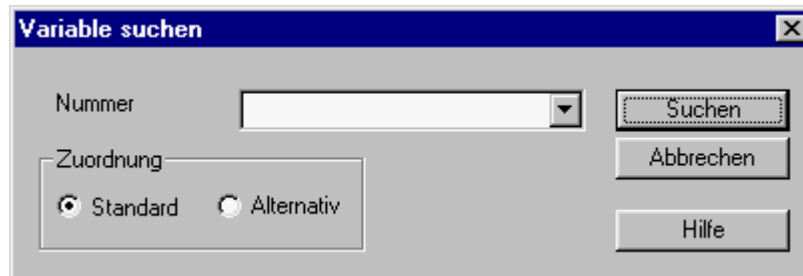 Variable suchen
Nummer
Suchen
Zuordnung
Abbrechen
Standard
Alternativ
Hilfe